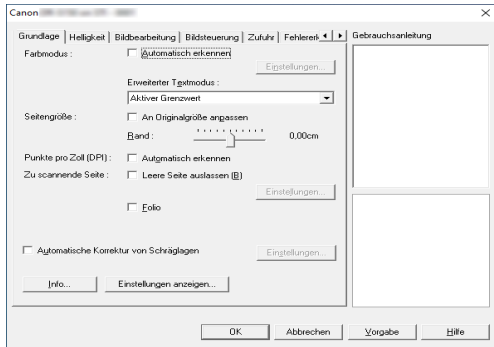 Canon
Grundlage Helligkeit Bildbearbeitung Bildsteuerung Zufuhr
Gebrauchsanleitung
Farbmodus :
Automatisch erkennen
Einstellungen...
Erweiterter Textmodus :
Aktiver Grenzwert
Seitengröße :
An Originalgröße anpassen
Rand :
0,00cm
Punkte pro Zoll (DPI) :
Automatisch erkennen
Zu scannende Seite :
Leere Seite auslassen (B)
Einstellungen...
Folio
Automatische Korrektur von Schräglagen
Einstellungen...
Info...
Einstellungen anzeigen...
OK
Abbrechen
Vorgabe
Hilfe